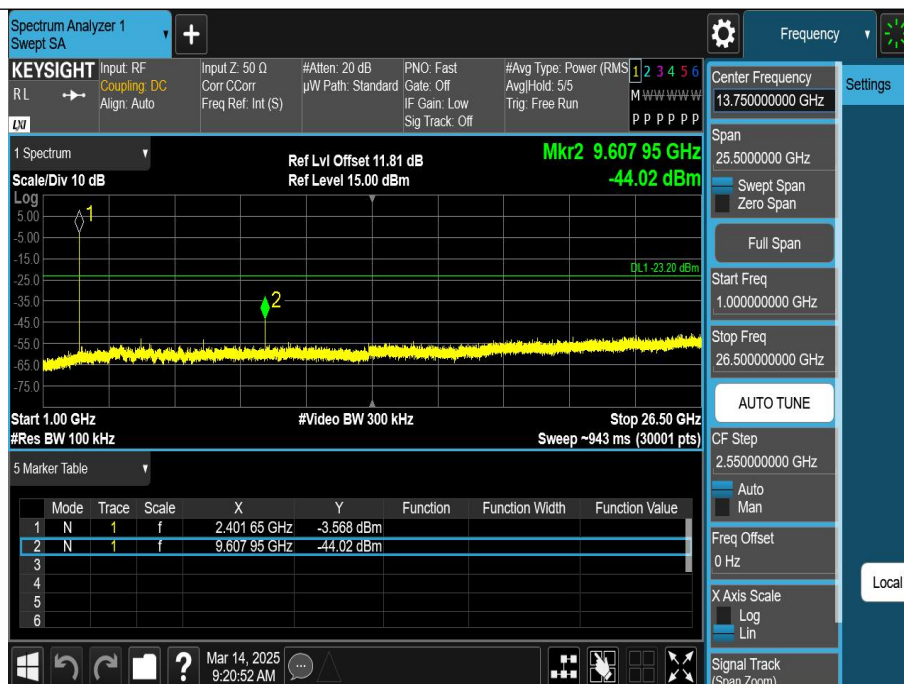 Spectrum Analyzer 1
Swept SA
Frequency
KEYSIGHT
R L
LXI
Input: RF
Coupling: DC
Align: Auto
Input Z: 50 Ω
Corr CCorr
Freq Ref: Int (S)
#Atten: 20 dB
µW Path: Standard
PNO: Fast
Gate: Off
IF Gain: Low
Sig Track: Off
#Avg Type: Power (RMS
Avg|Hold: 5/5
Trig: Free Run
1 2 3 4 5 6
M W W W W W
P P P P P P
1 Spectrum
Scale/Div 10 dB
Ref Lvl Offset 11.81 dB
Ref Level 15.00 dBm
Mkr2 9.607 95 GHz
-44.02 dBm
Log
5.00
-5.00
-15.0
-25.0
-35.0
-45.0
-55.0
-65.0
-75.0
1
2
DL1 -23.20 dBm
Start 1.00 GHz
#Video BW 300 kHz
Stop 26.50 GHz
#Res BW 100 kHz
Sweep ~943 ms (30001 pts)
5 Marker Table
Mode Trace Scale X Y Function Function Width Function Value
1 N 1 f 2.401 65 GHz -3.568 dBm
2 N 1 f 9.607 95 GHz -44.02 dBm
3
4
5
6
Mar 14, 2025
9:20:52 AM
Center Frequency
13.750000000 GHz
Span
25.5000000 GHz
Swept Span
Zero Span
Full Span
Start Freq
1.000000000 GHz
Stop Freq
26.500000000 GHz
AUTO TUNE
CF Step
2.550000000 GHz
Auto
Man
Freq Offset
0 Hz
X Axis Scale
Log
Lin
Signal Track
(Span Zoom)
Settings
Local